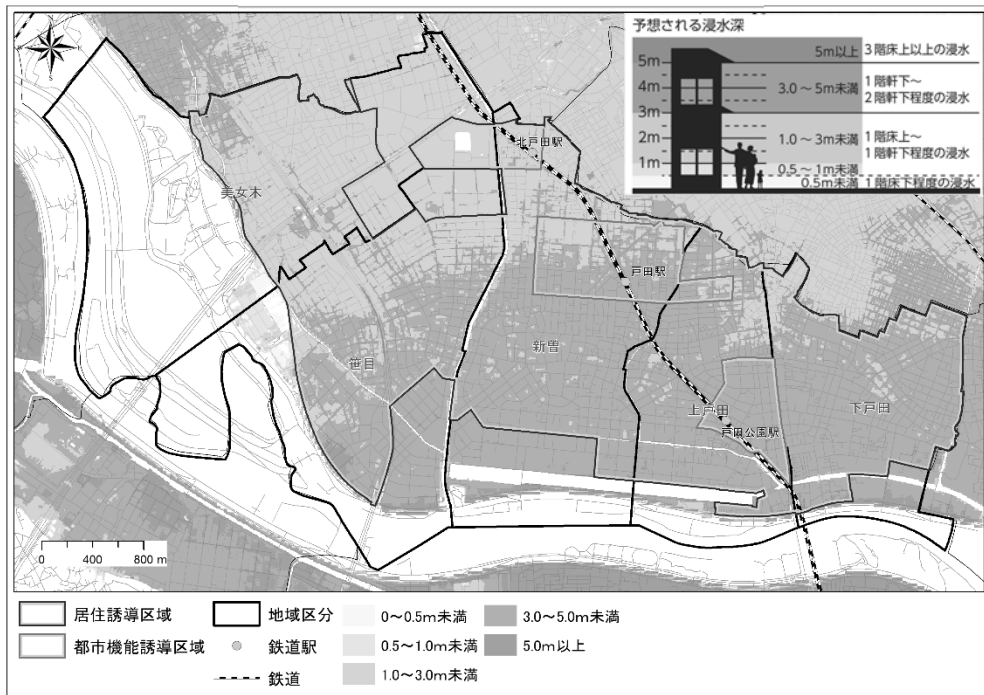 予想される浸水深
5m以上
3階床上以上の浸水
5m
4m
3.0～5m未満
1階軒下～
2階軒下程度の浸水
3m
2m
1.0～3m未満
1階床上～
1階軒下程度の浸水
1m
0.5～1m未満
0.5m未満
1階床下程度の浸水
北戸田駅
美女木
戸田駅
新曽
笹目
上戸田
下戸田
戸田公園駅
0 400 800 m
居住誘導区域
地域区分
0～0.5m未満
3.0～5.0m未満
都市機能誘導区域
鉄道駅
0.5～1.0m未満
5.0m以上
鉄道
1.0～3.0m未満